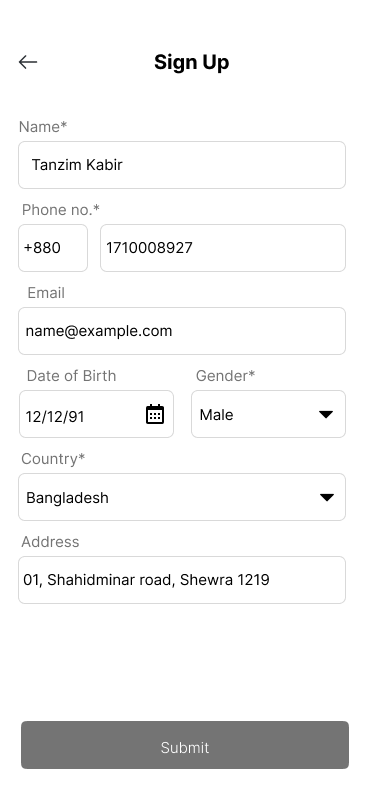 Sign Up
Name*
Tanzim Kabir
Phone no.*
+880 1710008927
Email
name@example.com
Date of Birth Gender*
12/12/91 Male
Country*
Bangladesh
Address
01, Shahidminar road, Shewra 1219
Submit